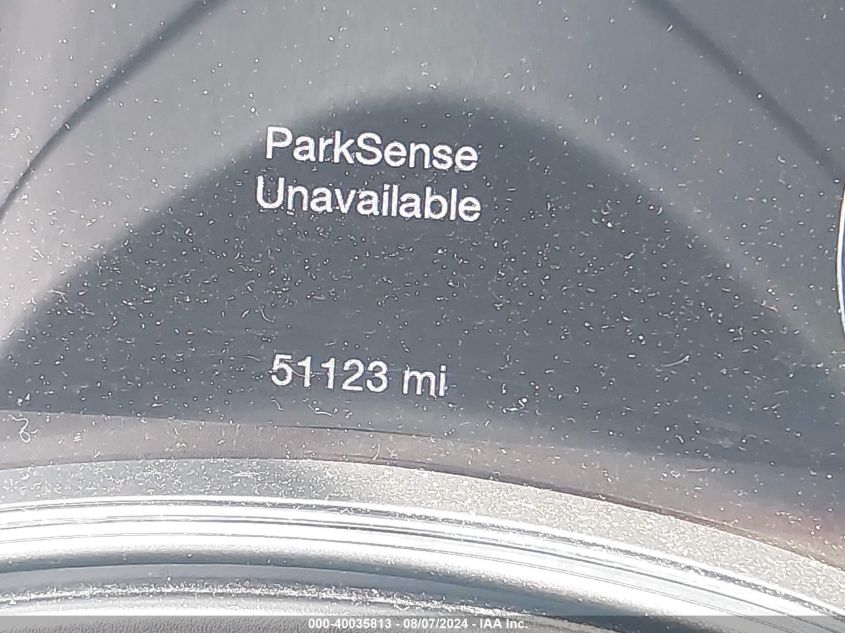 ParkSense
Unavailable
51123 mi
000-40035813 - 08/07/2024 - IAA Inc.